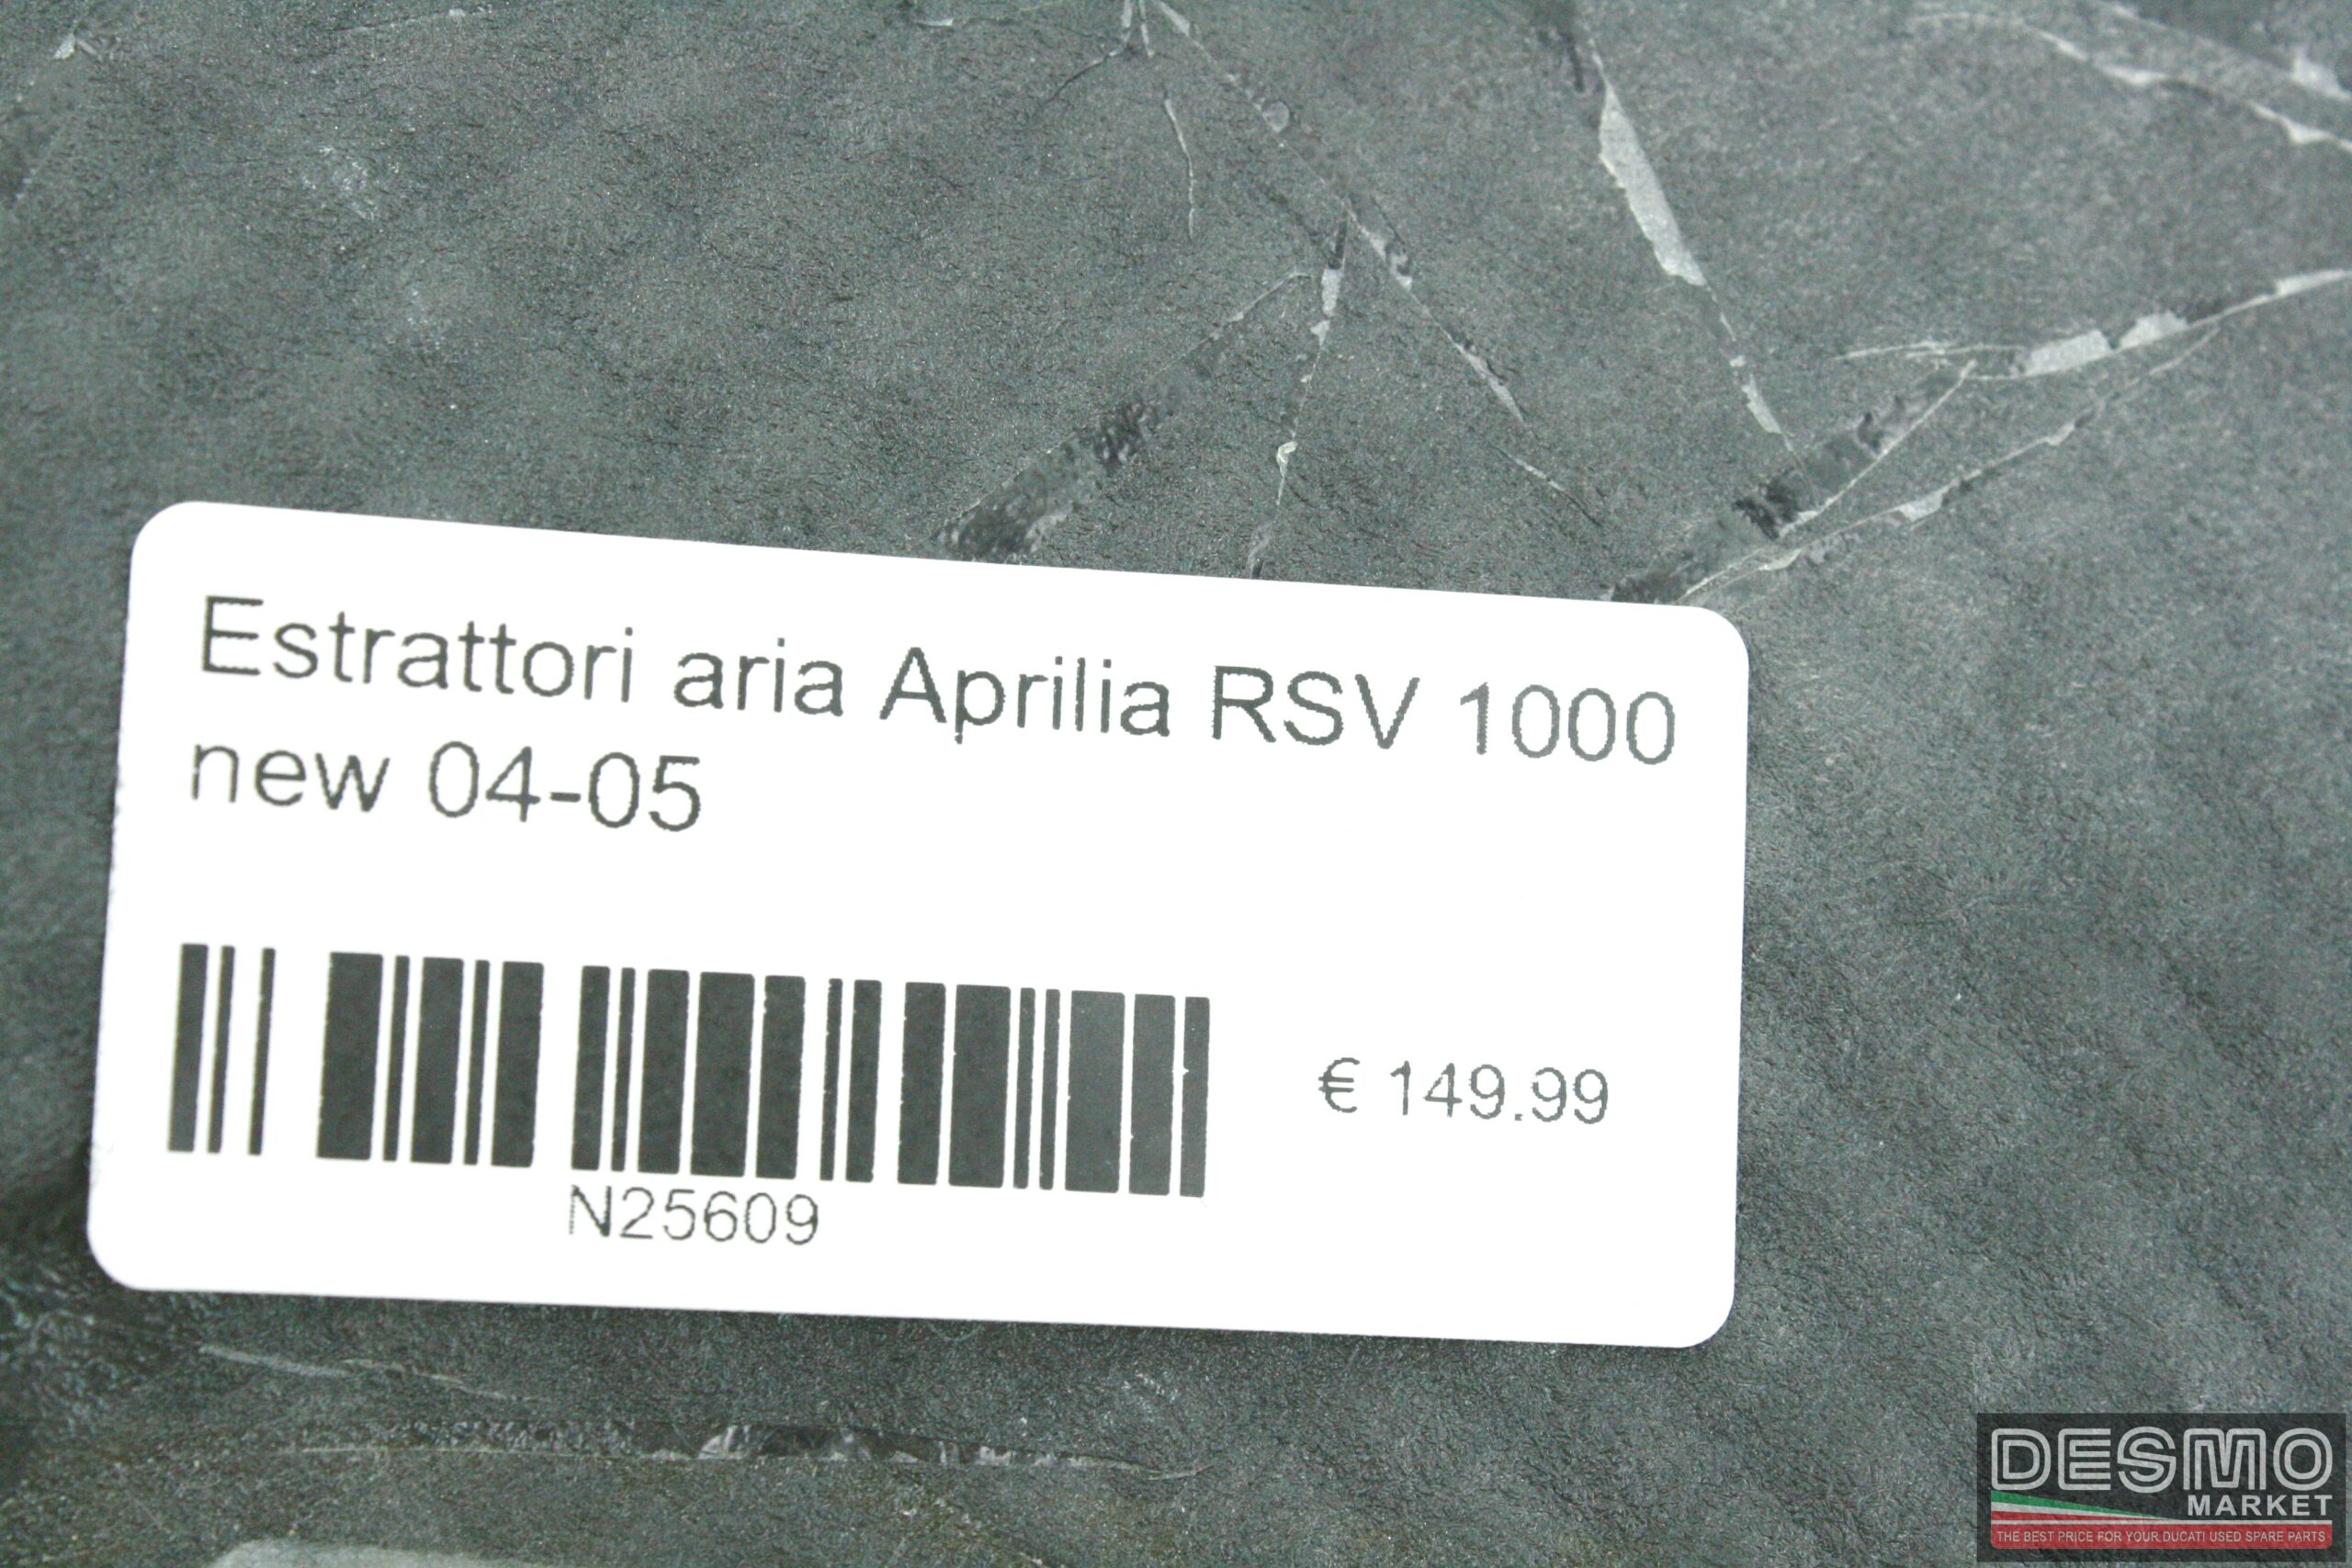 Estrattori aria Aprilia RSV 1000
new 04-05
€ 149.99
N25609
DESMO
MARKET
THE BEST PRICE FOR YOUR DUCATI USED SPARE PARTS